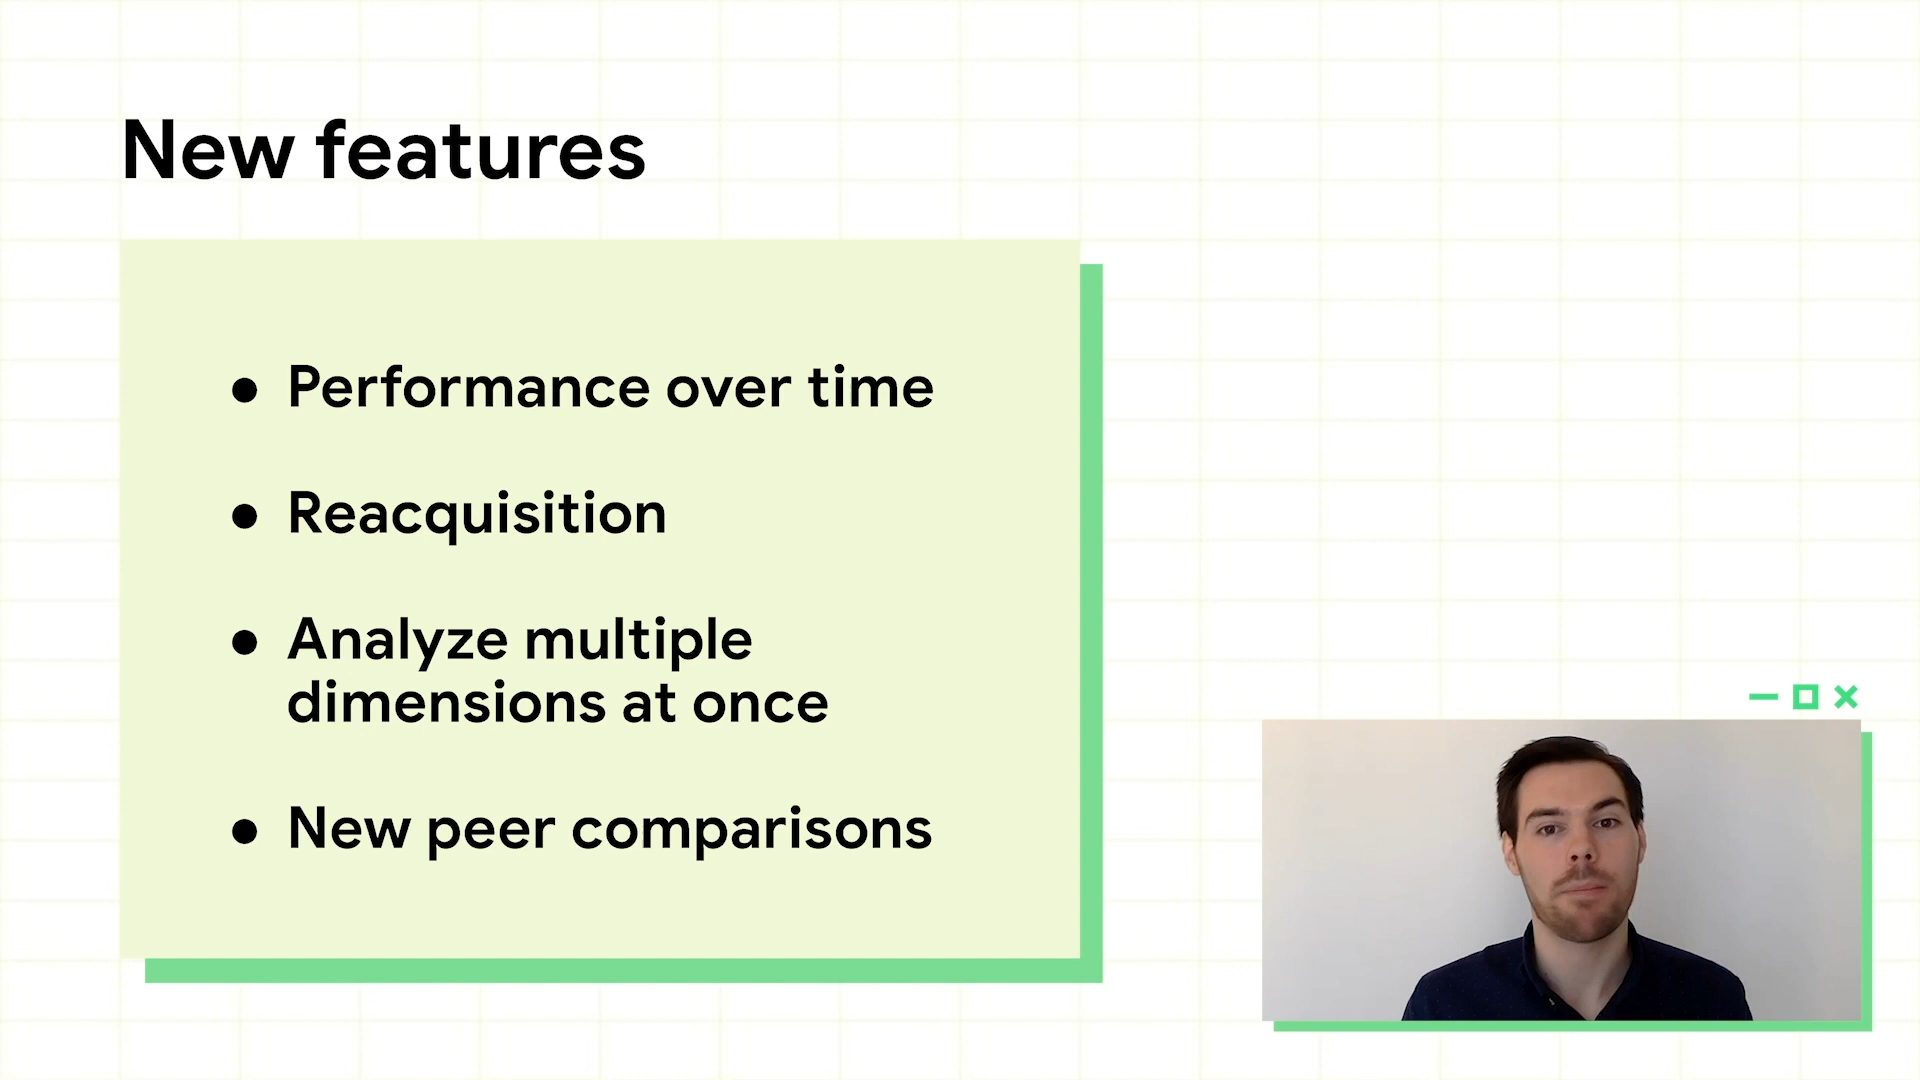 New features
● Performance over time
● Reacquisition
● Analyze multiple
dimensions at once
● New peer comparisons